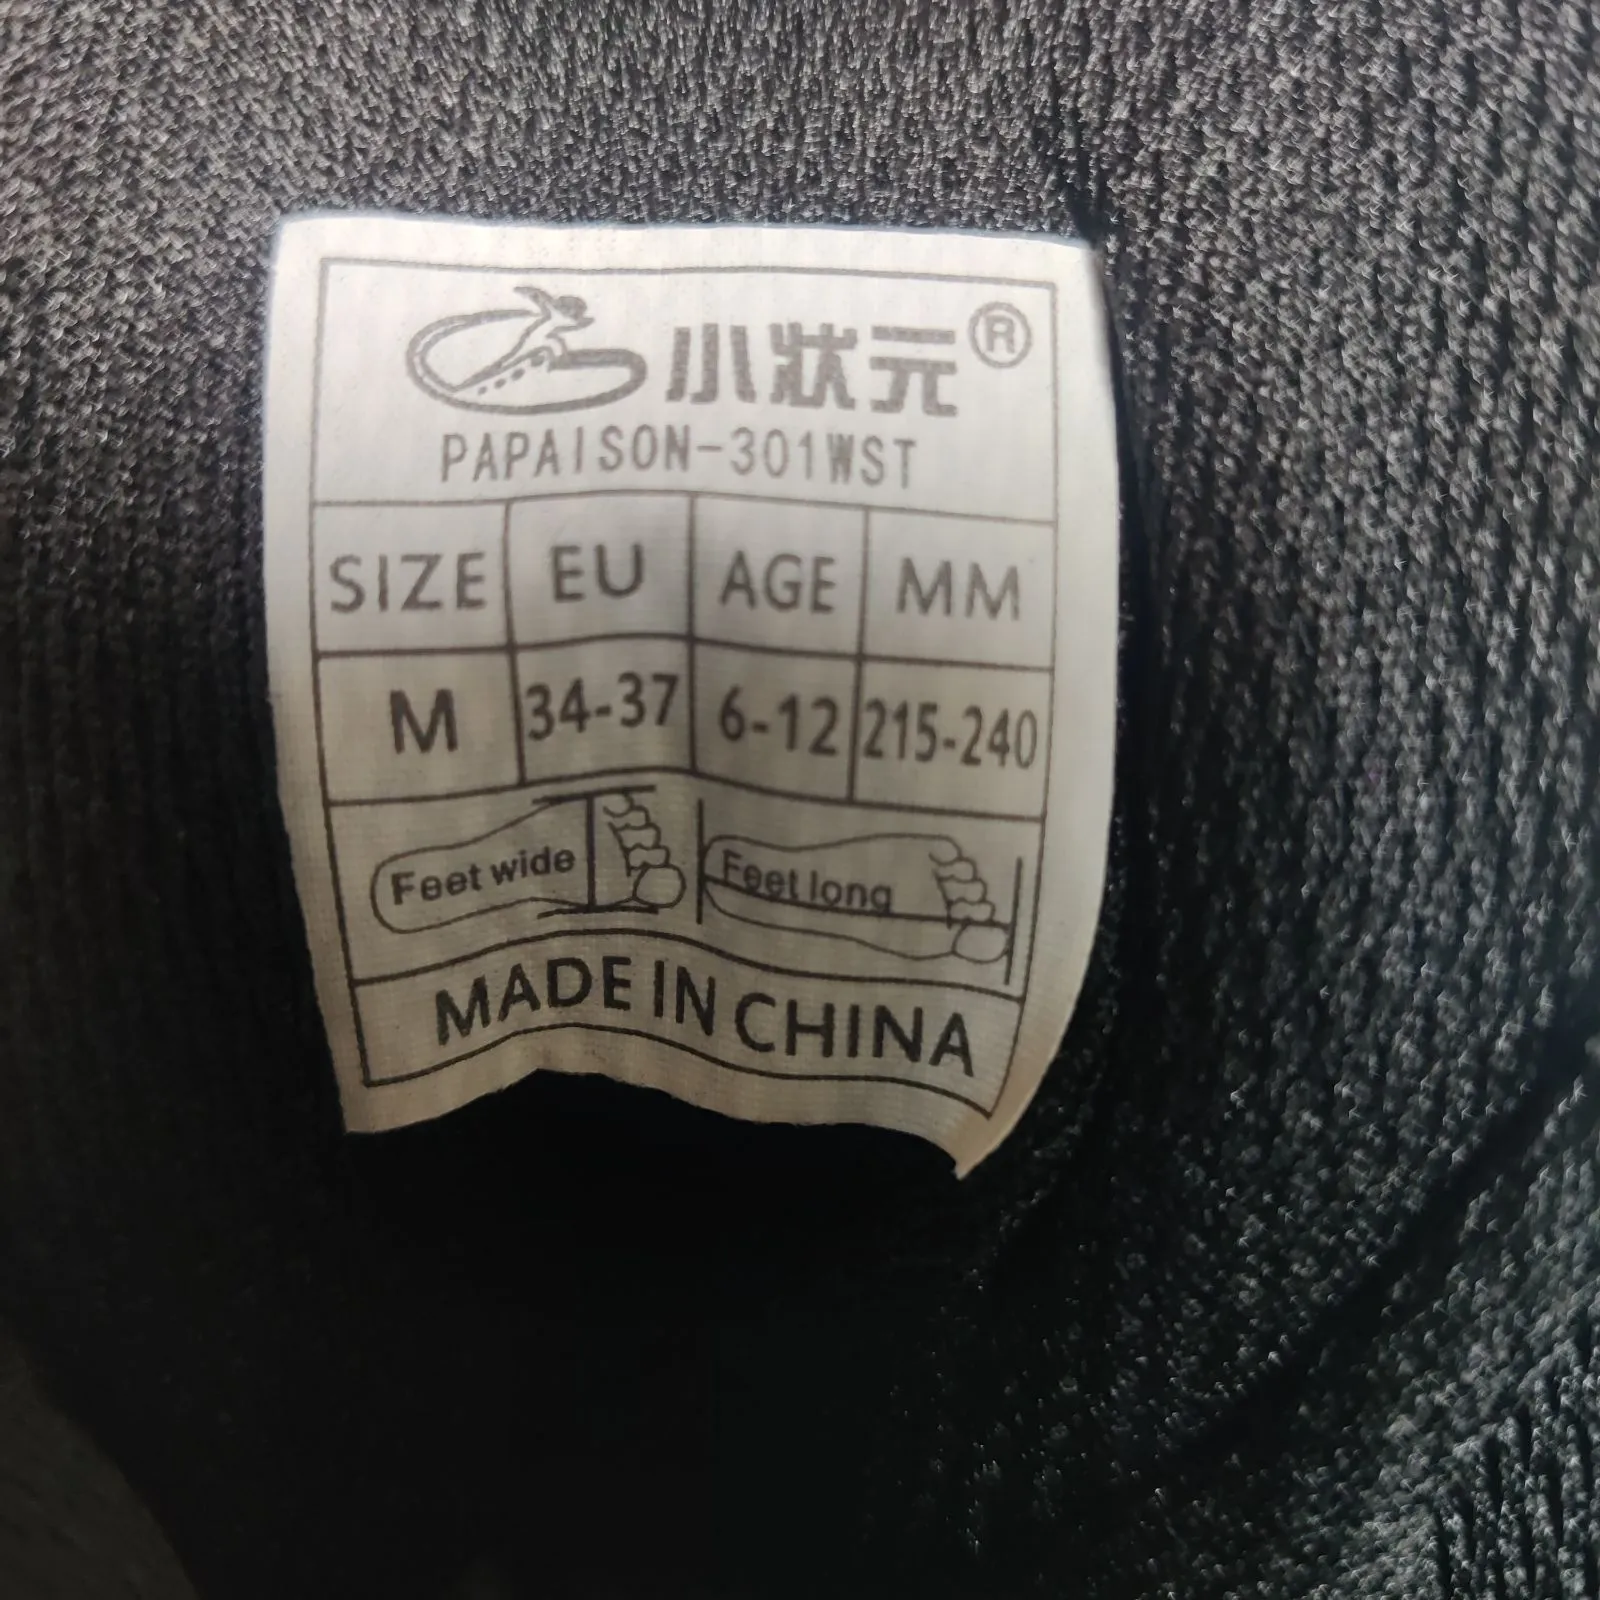 小狀元®
PAPAISON-301WST
SIZE EU AGE MM
M 34-37 6-12 215-240
Feet wide Feet long
MADE IN CHINA